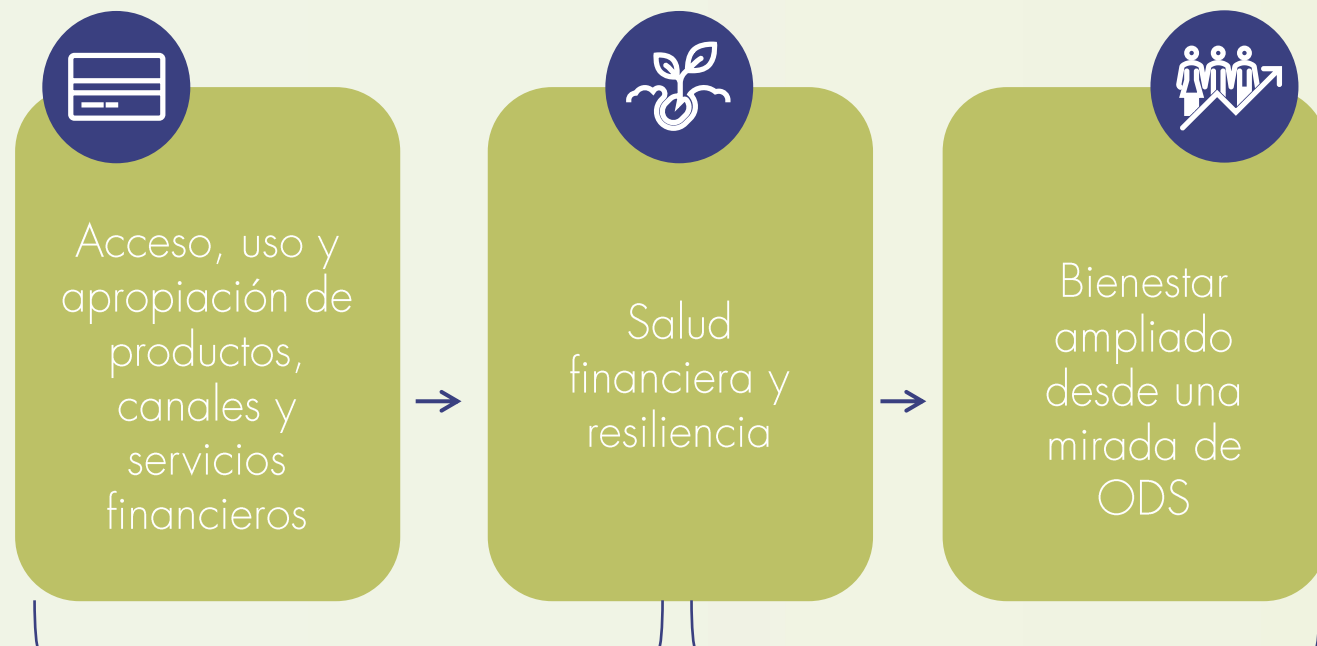 Acceso, uso y
apropiación de
productos,
canales y
servicios
financieros
Salud
financiera y
resiliencia
Bienestar
ampliado
desde una
mirada de
ODS